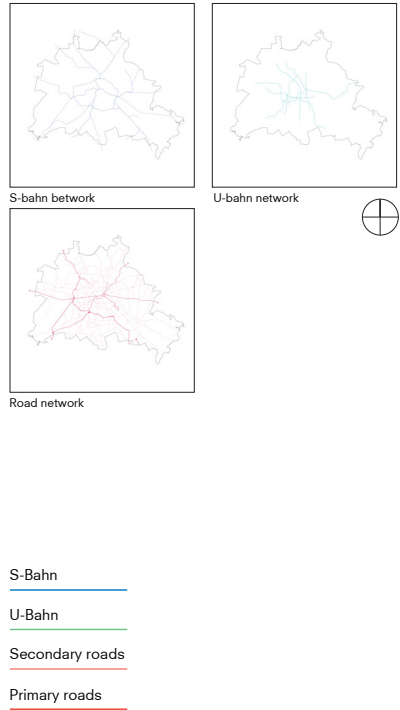 S-bahn betwork
U-bahn network
Road network
S-Bahn
U-Bahn
Secondary roads
Primary roads